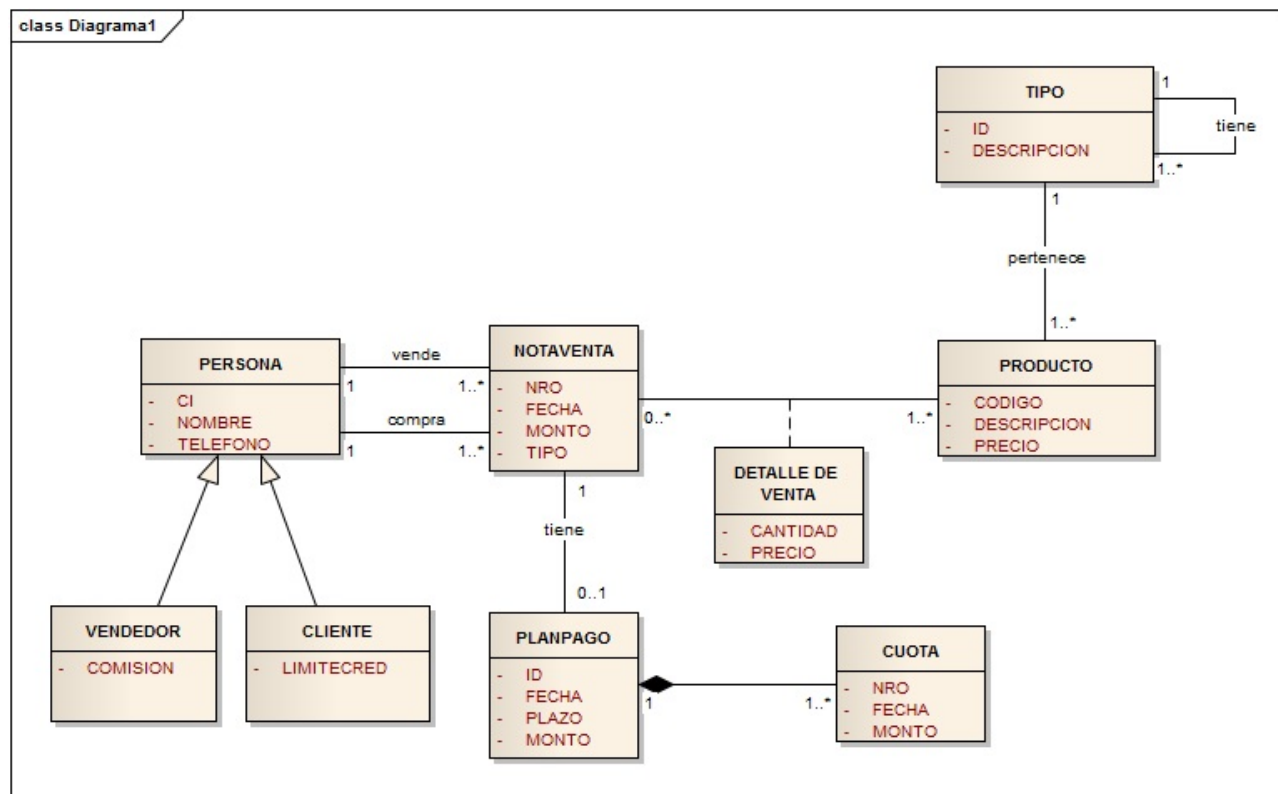 class Diagrama1
TIPO
- ID
- DESCRIPCION
1
tiene
1..*
1
pertenece
1..*
PERSONA
- CI
- NOMBRE
- TELEFONO
vende
1
1..*
compra
1
1..*
NOTAVENTA
- NRO
- FECHA
- MONTO
- TIPO
0..*
1..*
PRODUCTO
- CODIGO
- DESCRIPCION
- PRECIO
DETALLE DE
VENTA
- CANTIDAD
- PRECIO
1
tiene
0..1
VENDEDOR
- COMISION
CLIENTE
- LIMITECRED
PLANPAGO
- ID
- FECHA
- PLAZO
- MONTO
1
1..*
CUOTA
- NRO
- FECHA
- MONTO